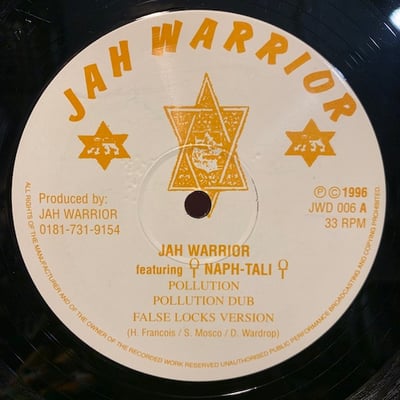 JAH WARRIOR
Produced by:
JAH WARRIOR
0181-731-9154
℗ © 1996
JWD 006 A
33 RPM
JAH WARRIOR
featuring NAPH-TALI
POLLUTION
POLLUTION DUB
FALSE LOCKS VERSION
(H. Francois / S. Mosco / D. Wardrop)
ALL RIGHTS OF THE MANUFACTURER AND OF THE OWNER OF THE RECORDED WORK RESERVED UNAUTHORISED PUBLIC PERFORMANCE BROADCASTING AND COPYING PROHIBITED.